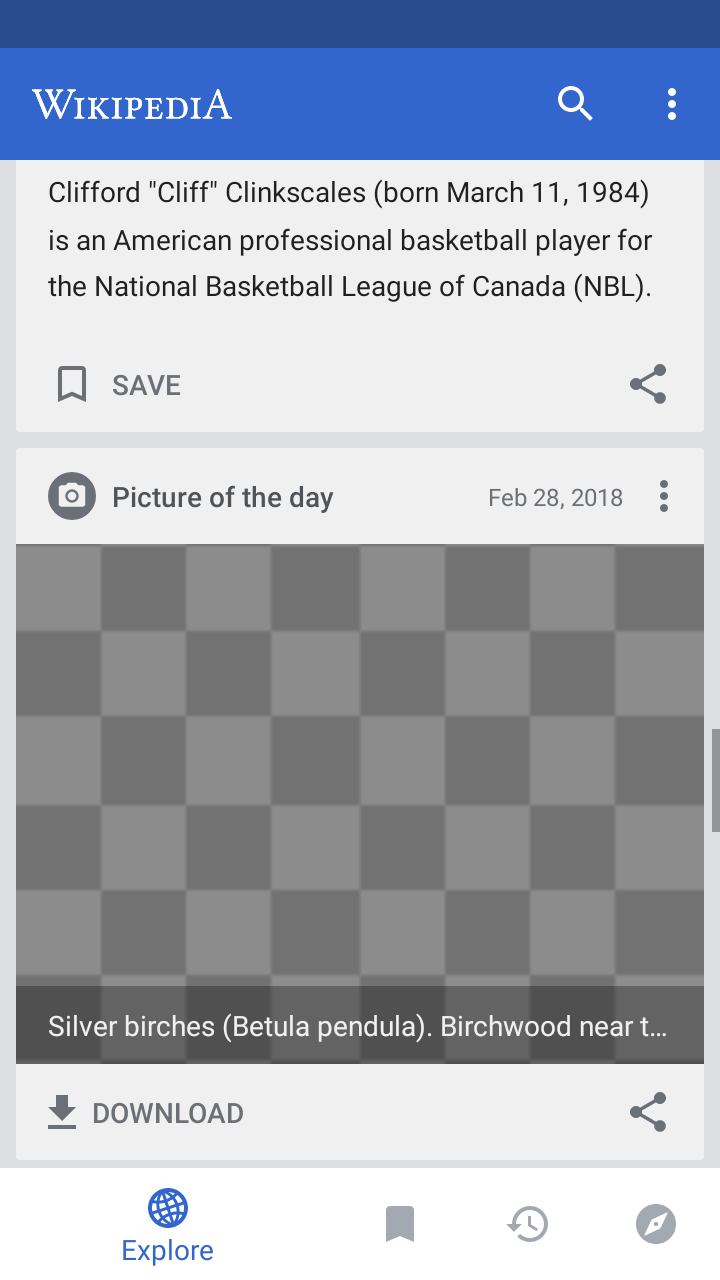 WIKIPEDIA
Clifford "Cliff" Clinkscales (born March 11, 1984)
is an American professional basketball player for
the National Basketball League of Canada (NBL).
SAVE
Picture of the day
Feb 28, 2018
Silver birches (Betula pendula). Birchwood near t...
DOWNLOAD
Explore